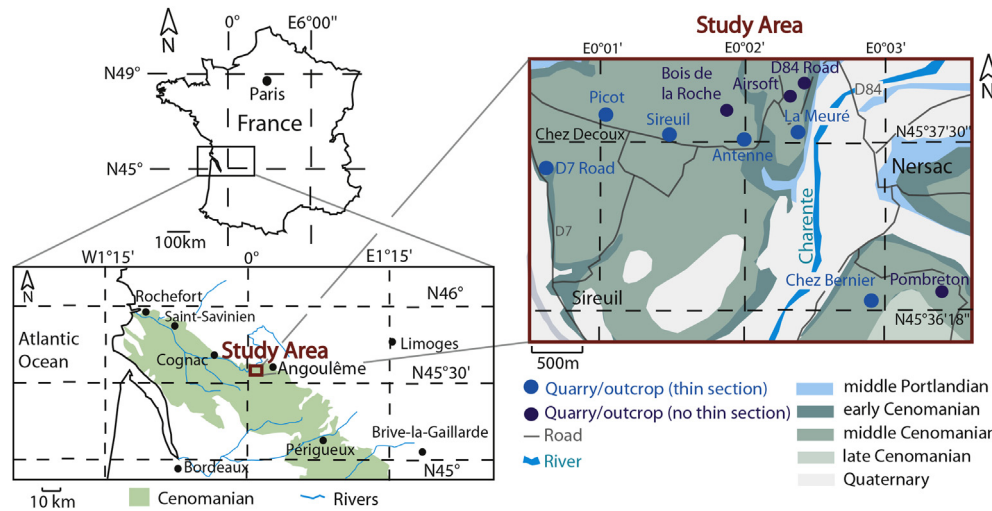 N
0°
E6°00''
N49°
Paris
France
N45°
100km
W1°15'
0°
E1°15'
N
N46°
Rochefort
Saint-Savinien
Atlantic
Ocean
Cognac
Study Area
Angoulême
Limoges
N45°30'
Brive-la-Gaillarde
Périgueux
Bordeaux
N45°
10 km
Cenomanian
Rivers
Study Area
E0°01'
E0°02'
E0°03'
N
D84 Road
Bois de
la Roche
Airsoft
D84
Picot
Sireuil
La Meuré
Chez Decoux
Antenne
N45°37'30"
Nersac
D7 Road
D7
Charente
Chez Bernier
Pombreton
Sireuil
N45°36'18"
500m
Quarry/outcrop (thin section)
Quarry/outcrop (no thin section)
Road
River
middle Portlandian
early Cenomanian
middle Cenomanian
late Cenomanian
Quaternary